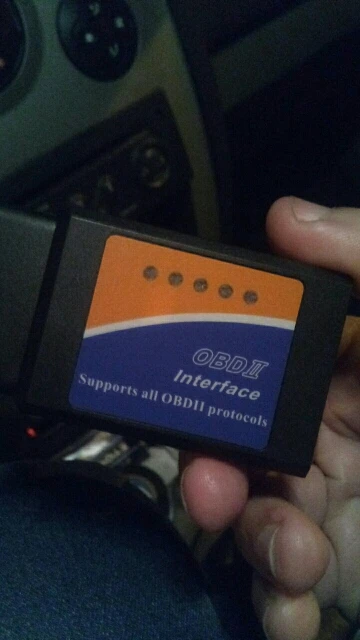 OBDII
Interface
Supports all OBDII protocols